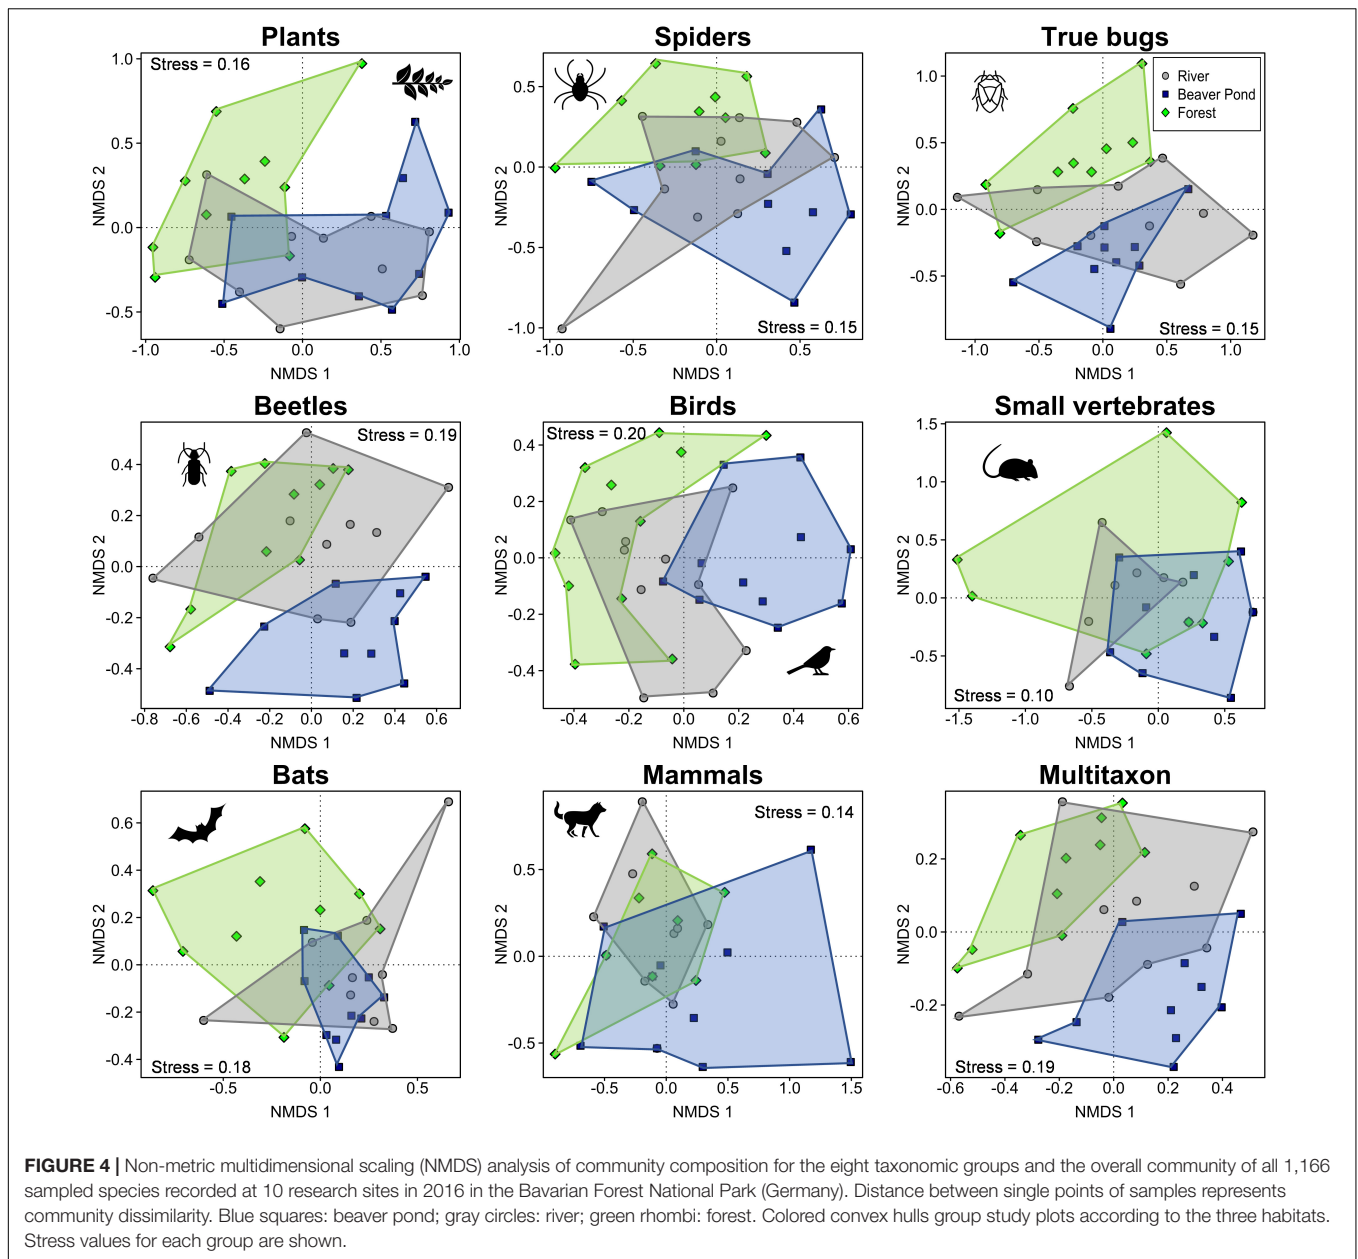 Plants
Stress = 0.16
1.0
0.5
0.0
-0.5
NMDS 2
-1.0
-0.5
0.0
0.5
1.0
NMDS 1
Spiders
0.5
0.0
-0.5
-1.0
NMDS 2
Stress = 0.15
-1.0
-0.5
0.0
0.5
NMDS 1
True bugs
River
Beaver Pond
Forest
1.0
0.5
0.0
-0.5
NMDS 2
Stress = 0.15
-1.0
-0.5
0.0
0.5
1.0
NMDS 1
Beetles
Stress = 0.19
0.4
0.2
0.0
-0.2
-0.4
NMDS 2
-0.8
-0.6
-0.4
-0.2
0.0
0.2
0.4
0.6
NMDS 1
Birds
Stress = 0.20
0.4
0.2
0.0
-0.2
-0.4
NMDS 2
-0.4
-0.2
0.0
0.2
0.4
0.6
NMDS 1
Small vertebrates
1.5
1.0
0.5
0.0
-0.5
NMDS 2
Stress = 0.10
-1.5
-1.0
-0.5
0.0
0.5
NMDS 1
Bats
0.6
0.4
0.2
0.0
-0.2
-0.4
NMDS 2
Stress = 0.18
-0.5
0.0
0.5
NMDS 1
Mammals
Stress = 0.14
0.5
0.0
-0.5
NMDS 2
-0.5
0.0
0.5
1.0
1.5
NMDS 1
Multitaxon
0.2
0.0
-0.2
NMDS 2
Stress = 0.19
-0.6
-0.4
-0.2
0.0
0.2
0.4
NMDS 1
FIGURE 4 | Non-metric multidimensional scaling (NMDS) analysis of community composition for the eight taxonomic groups and the overall community of all 1,166
sampled species recorded at 10 research sites in 2016 in the Bavarian Forest National Park (Germany). Distance between single points of samples represents
community dissimilarity. Blue squares: beaver pond; gray circles: river; green rhombi: forest. Colored convex hulls group study plots according to the three habitats.
Stress values for each group are shown.